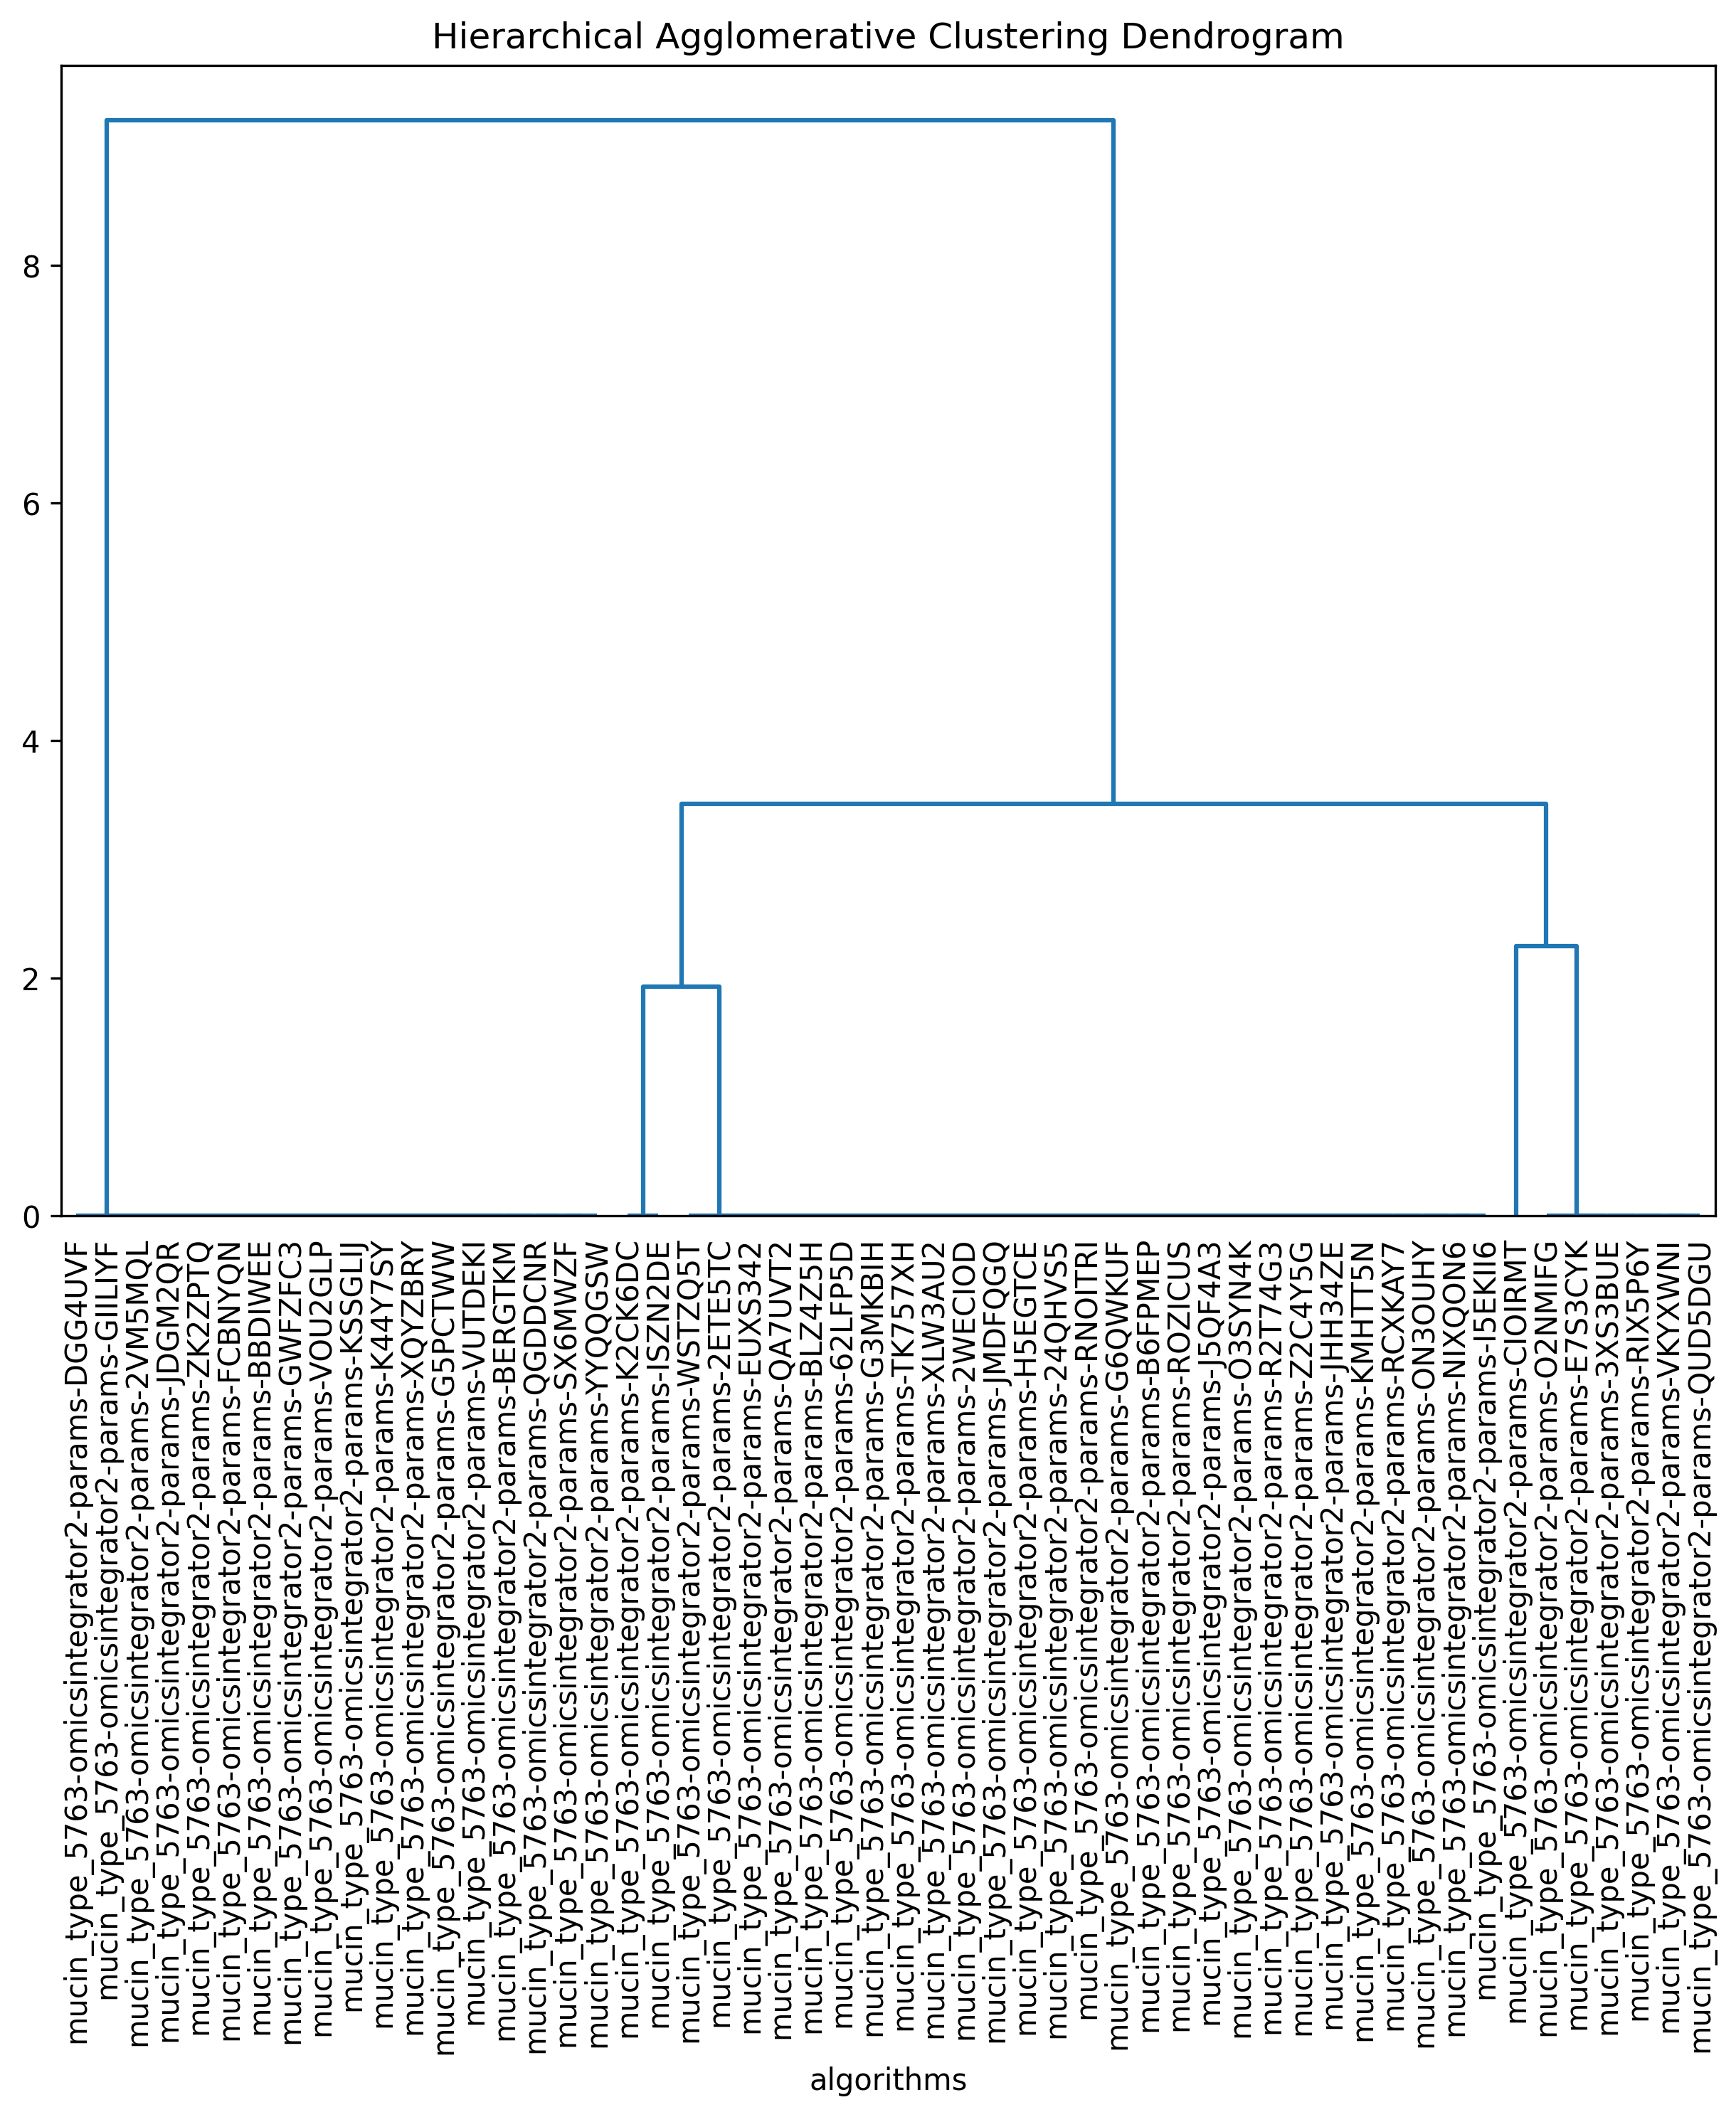 Hierarchical Agglomerative Clustering Dendrogram
8
6
4
2
0
mucin_type_5763-omicsintegrator2-params-DGG4UVF
mucin_type_5763-omicsintegrator2-params-GIILIYF
mucin_type_5763-omicsintegrator2-params-2VM5MQL
mucin_type_5763-omicsintegrator2-params-JDGM2QR
mucin_type_5763-omicsintegrator2-params-ZK2ZPTQ
mucin_type_5763-omicsintegrator2-params-FCBNYQN
mucin_type_5763-omicsintegrator2-params-BBDIWEE
mucin_type_5763-omicsintegrator2-params-GWFZFC3
mucin_type_5763-omicsintegrator2-params-VOU2GLP
mucin_type_5763-omicsintegrator2-params-KSSGLIJ
mucin_type_5763-omicsintegrator2-params-K44Y7SY
mucin_type_5763-omicsintegrator2-params-XQYZBRY
mucin_type_5763-omicsintegrator2-params-G5PCTWW
mucin_type_5763-omicsintegrator2-params-VUTDEKI
mucin_type_5763-omicsintegrator2-params-BERGTKM
mucin_type_5763-omicsintegrator2-params-QGDDCNR
mucin_type_5763-omicsintegrator2-params-SX6MWZF
mucin_type_5763-omicsintegrator2-params-YYQQGSW
mucin_type_5763-omicsintegrator2-params-K2CK6DC
mucin_type_5763-omicsintegrator2-params-ISZN2DE
mucin_type_5763-omicsintegrator2-params-WSTZQ5T
mucin_type_5763-omicsintegrator2-params-2ETE5TC
mucin_type_5763-omicsintegrator2-params-EUXS342
mucin_type_5763-omicsintegrator2-params-QA7UVT2
mucin_type_5763-omicsintegrator2-params-BLZ4Z5H
mucin_type_5763-omicsintegrator2-params-62LFP5D
mucin_type_5763-omicsintegrator2-params-G3MKBIH
mucin_type_5763-omicsintegrator2-params-TK757XH
mucin_type_5763-omicsintegrator2-params-XLW3AU2
mucin_type_5763-omicsintegrator2-params-2WECIOD
mucin_type_5763-omicsintegrator2-params-JMDFQGQ
mucin_type_5763-omicsintegrator2-params-H5EGTCE
mucin_type_5763-omicsintegrator2-params-24QHVS5
mucin_type_5763-omicsintegrator2-params-RNOITRI
mucin_type_5763-omicsintegrator2-params-G6QWKUF
mucin_type_5763-omicsintegrator2-params-B6FPMEP
mucin_type_5763-omicsintegrator2-params-ROZICUS
mucin_type_5763-omicsintegrator2-params-J5QF4A3
mucin_type_5763-omicsintegrator2-params-O3SYN4K
mucin_type_5763-omicsintegrator2-params-R2T74G3
mucin_type_5763-omicsintegrator2-params-Z2C4Y5G
mucin_type_5763-omicsintegrator2-params-JHH34ZE
mucin_type_5763-omicsintegrator2-params-KMHTT5N
mucin_type_5763-omicsintegrator2-params-RCXKAY7
mucin_type_5763-omicsintegrator2-params-ON3OUHY
mucin_type_5763-omicsintegrator2-params-NIXQON6
mucin_type_5763-omicsintegrator2-params-I5EKII6
mucin_type_5763-omicsintegrator2-params-CIOIRMT
mucin_type_5763-omicsintegrator2-params-O2NMIFG
mucin_type_5763-omicsintegrator2-params-E7S3CYK
mucin_type_5763-omicsintegrator2-params-3XS3BUE
mucin_type_5763-omicsintegrator2-params-RIX5P6Y
mucin_type_5763-omicsintegrator2-params-VKYXWNI
mucin_type_5763-omicsintegrator2-params-QUD5DGU
algorithms